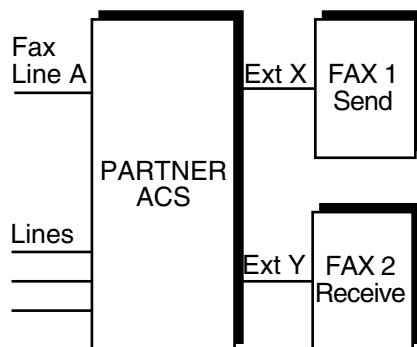 Fax
Line A
Ext X
FAX 1
Send
PARTNER
ACS
Lines
Ext Y
FAX 2
Receive